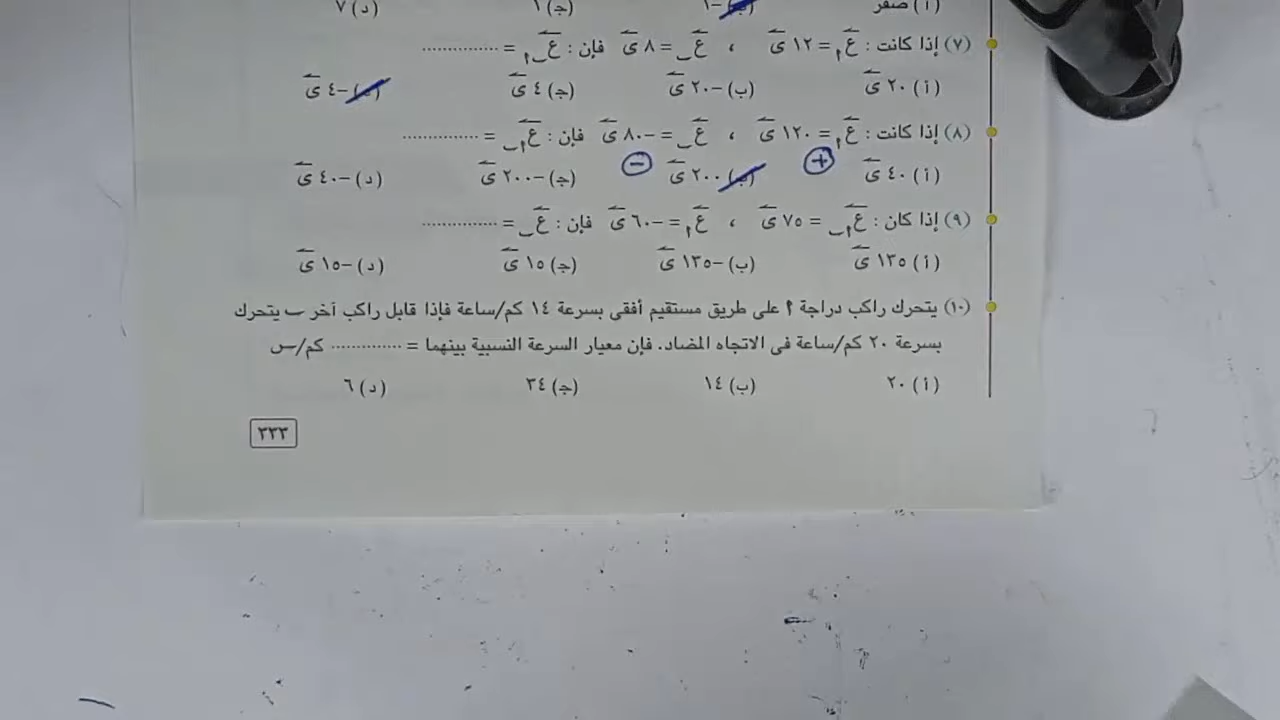 (أ) صفر (ب) -١ (جـ) ١ (د) ٧
(٧) إذا كانت : ع أ = ١٢ ى ، ع ب = ٨ ى فإن : ع ب أ = ..............
(أ) ٢٠ ى (ب) -٢٠ ى (جـ) ٤ ى (د) -٤ ى
(٨) إذا كانت : ع أ = ١٢٠ ى ، ع ب = -٨٠ ى فإن : ع أ ب = ..............
(أ) ٤٠ ى (ب) ٢٠٠ ى (جـ) -٢٠٠ ى (د) -٤٠ ى
+ -
(٩) إذا كان : ع أ ب = ٧٥ ى ، ع أ = -٦٠ ى فإن : ع ب = ..............
(أ) ١٣٥ ى (ب) -١٣٥ ى (جـ) ١٥ ى (د) -١٥ ى
(١٠) يتحرك راكب دراجة أ على طريق مستقيم أفقى بسرعة ١٤ كم/ساعة فإذا قابل راكب آخر ب يتحرك
بسرعة ٢٠ كم/ساعة فى الاتجاه المضاد. فإن معيار السرعة النسبية بينهما = ............. كم/س
(أ) ٢٠ (ب) ١٤ (جـ) ٣٤ (د) ٦
٢٣٣